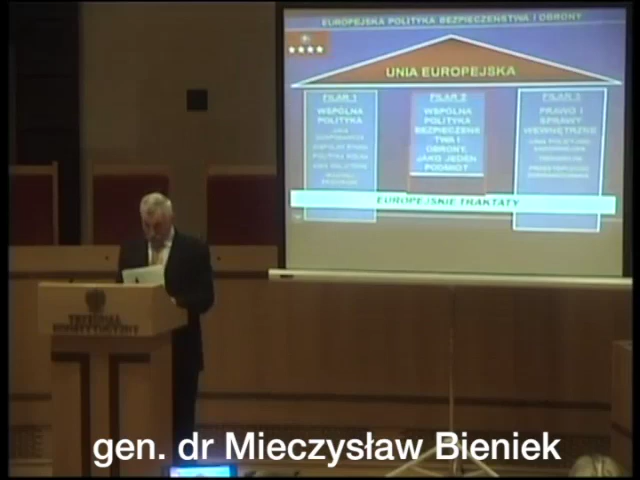 EUROPEJSKA POLITYKA BEZPIECZEŃSTWA I OBRONY
UNIA EUROPEJSKA
FILAR 1
WSPÓLNA
POLITYKA
FILAR 2
WSPÓLNA
POLITYKA
BEZPIECZEŃS
TWA I
OBRONY,
JAKO JEDEN
PODMIOT
FILAR 3
PRAWO I
SPRAWY
WEWNĘTRZNE
EUROPEJSKIE TRAKTATY
TRYBUNAŁ
KONSTYTUCYJNY
gen. dr Mieczysław Bieniek